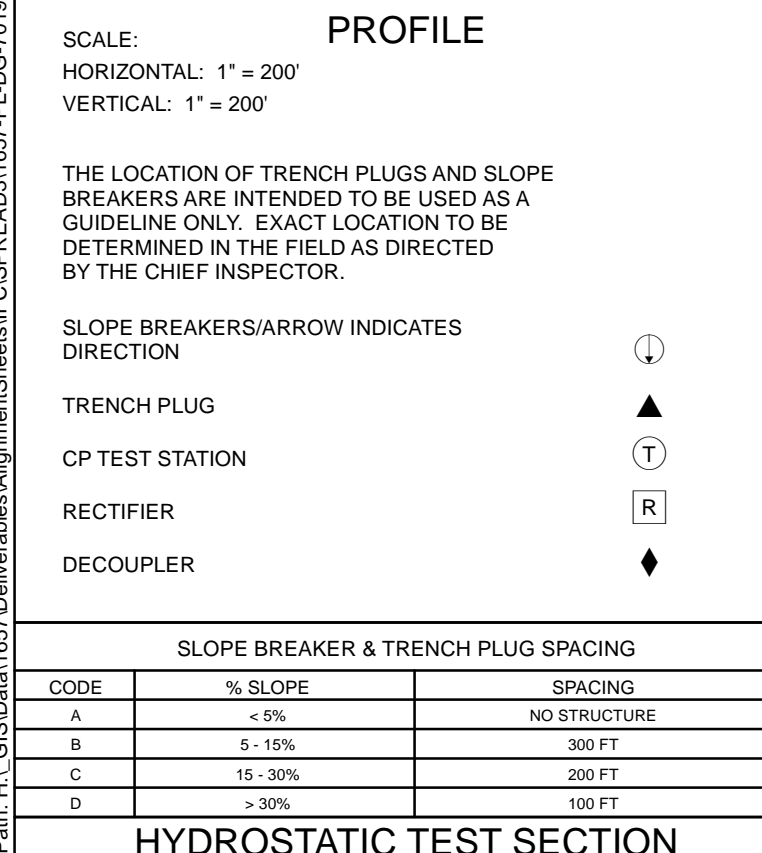 PROFILE
SCALE:
HORIZONTAL: 1" = 200'
VERTICAL: 1" = 200'
THE LOCATION OF TRENCH PLUGS AND SLOPE
BREAKERS ARE INTENDED TO BE USED AS A
GUIDELINE ONLY. EXACT LOCATION TO BE
DETERMINED IN THE FIELD AS DIRECTED
BY THE CHIEF INSPECTOR.
SLOPE BREAKERS/ARROW INDICATES
DIRECTION
TRENCH PLUG
CP TEST STATION T
RECTIFIER R
DECOUPLER
SLOPE BREAKER & TRENCH PLUG SPACING
CODE % SLOPE SPACING
A < 5% NO STRUCTURE
B 5 - 15% 300 FT
C 15 - 30% 200 FT
D > 30% 100 FT
HYDROSTATIC TEST SECTION